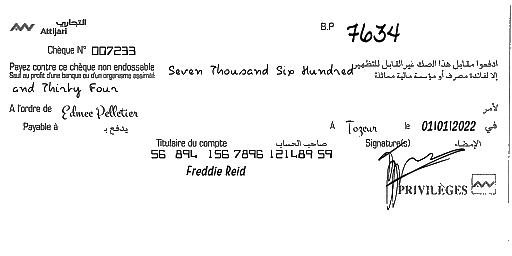 التجاري
Attijari
B.P 7634
Chèque N° 007233
Payez contre ce chèque non endossable
Seven Thousand Six Hundred
ادفعوا مقابل هذا الصك غير القابل للتظهير
Sauf au profit d'une banque ou d'un organisme assimilé
إلا لفائدة مصرف أو مؤسسة مالية مماثلة
and Thirty Four
A l'ordre de Edmee Pelletier لأمر
Payable à يدفع بـ
A Tozeur le 01/01/2022 في
Titulaire du compte صاحب الحساب
Signature(s) الإمضاء
56 894 156 7896 121489 59
Freddie Reid
PRIVILÈGES